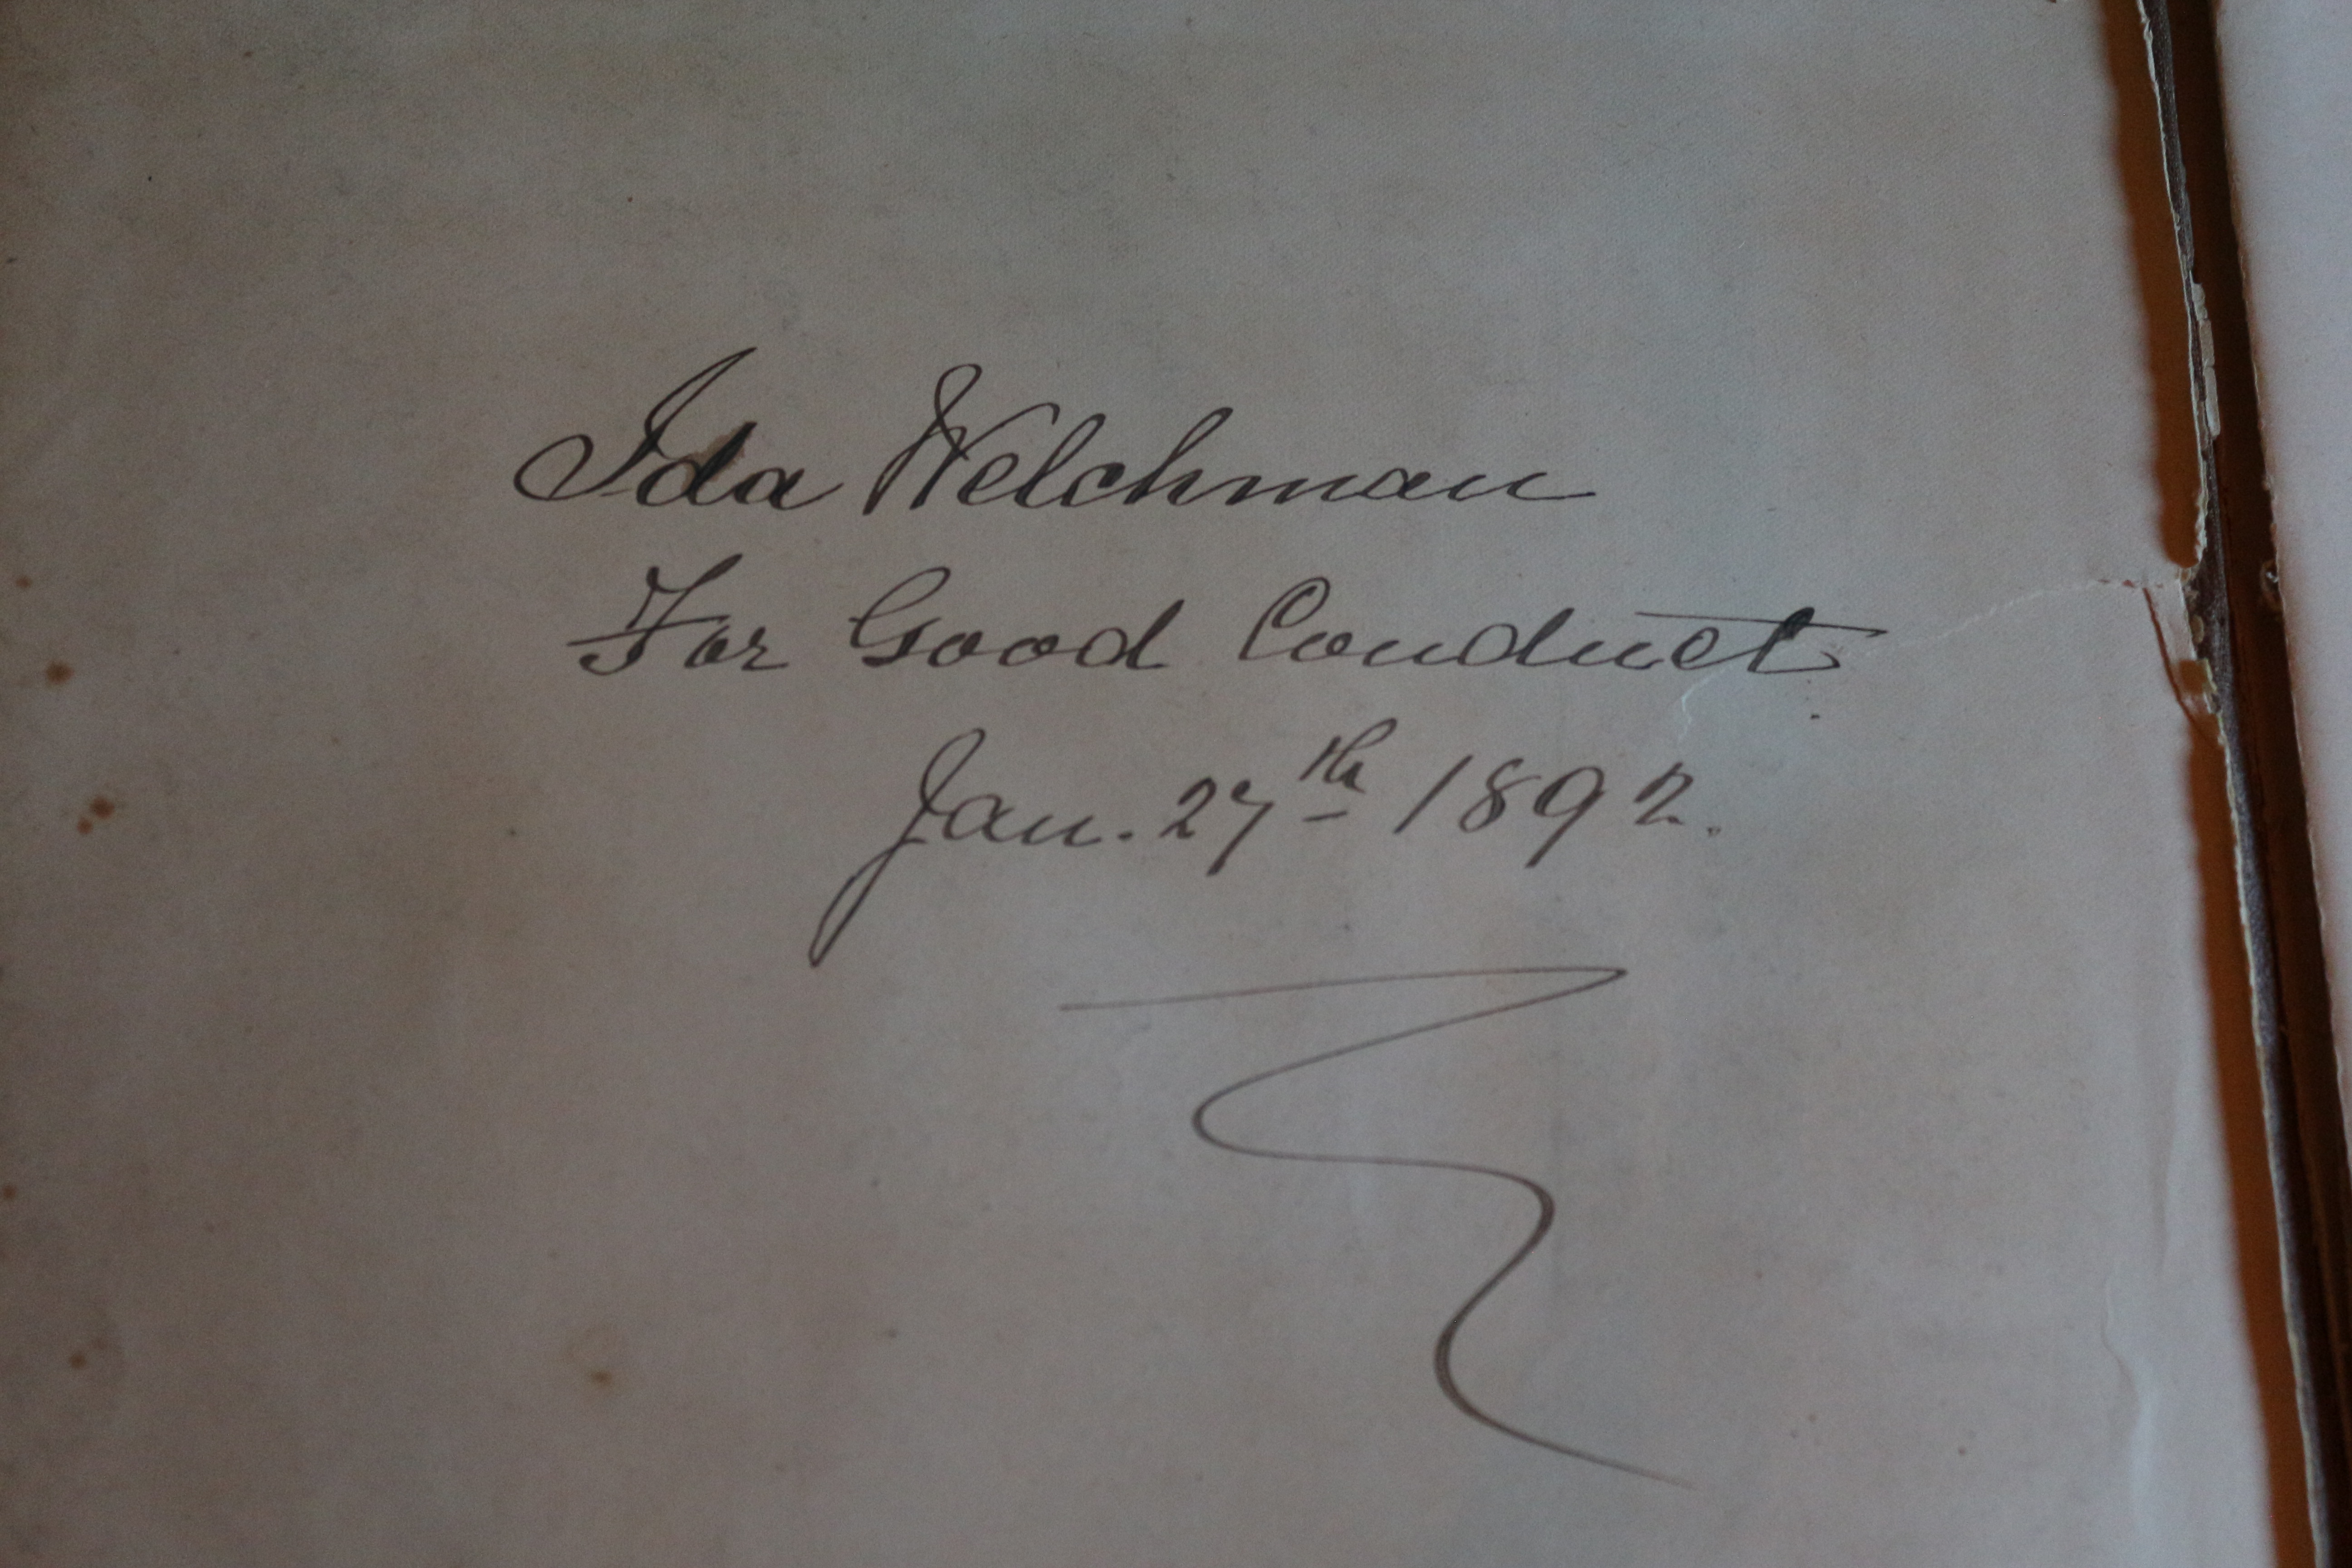 Ida Welchman
For Good Conduct
Jan. 27th 1892.